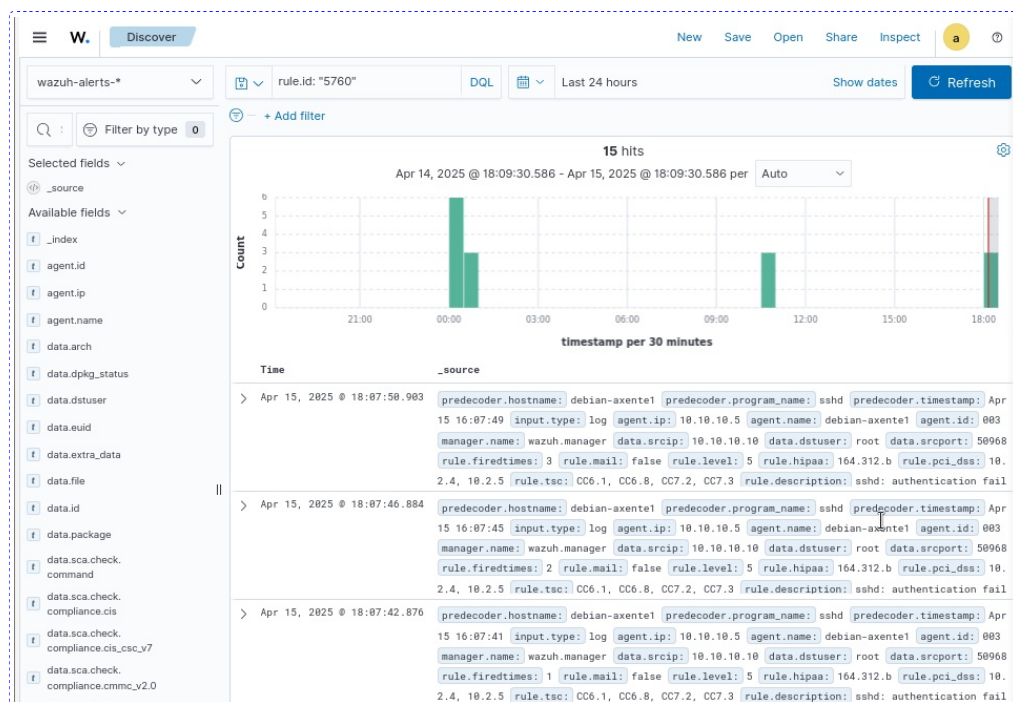 W. Discover New Save Open Share Inspect a
wazuh-alerts-* rule.id: "5760" DQL Last 24 hours Show dates Refresh
+ Add filter
Filter by type 0
Selected fields
_source
Available fields
_index
agent.id
agent.ip
agent.name
data.arch
data.dpkg_status
data.dstuser
data.euid
data.extra_data
data.file
data.id
data.package
data.sca.check.
command
data.sca.check.
compliance.cis
data.sca.check.
compliance.cis_csc_v7
data.sca.check.
compliance.cmmc_v2.0
15 hits
Apr 14, 2025 @ 18:09:30.586 - Apr 15, 2025 @ 18:09:30.586 per Auto
Count
6
5
4
3
2
1
0
21:00 00:00 03:00 06:00 09:00 12:00 15:00 18:00
timestamp per 30 minutes
Time _source
Apr 15, 2025 @ 18:07:50.903 predecoder.hostname: debian-axente1 predecoder.program_name: sshd predecoder.timestamp: Apr
15 16:07:49 input.type: log agent.ip: 10.10.10.5 agent.name: debian-axente1 agent.id: 003
manager.name: wazuh.manager data.srcip: 10.10.10.10 data.dstuser: root data.srcport: 50968
rule.firedtimes: 3 rule.mail: false rule.level: 5 rule.hipaa: 164.312.b rule.pci_dss: 10.
2.4, 10.2.5 rule.tsc: CC6.1, CC6.8, CC7.2, CC7.3 rule.description: sshd: authentication fail
Apr 15, 2025 @ 18:07:46.884 predecoder.hostname: debian-axente1 predecoder.program_name: sshd predecoder.timestamp: Apr
15 16:07:45 input.type: log agent.ip: 10.10.10.5 agent.name: debian-axente1 agent.id: 003
manager.name: wazuh.manager data.srcip: 10.10.10.10 data.dstuser: root data.srcport: 50968
rule.firedtimes: 2 rule.mail: false rule.level: 5 rule.hipaa: 164.312.b rule.pci_dss: 10.
2.4, 10.2.5 rule.tsc: CC6.1, CC6.8, CC7.2, CC7.3 rule.description: sshd: authentication fail
Apr 15, 2025 @ 18:07:42.876 predecoder.hostname: debian-axente1 predecoder.program_name: sshd predecoder.timestamp: Apr
15 16:07:41 input.type: log agent.ip: 10.10.10.5 agent.name: debian-axente1 agent.id: 003
manager.name: wazuh.manager data.srcip: 10.10.10.10 data.dstuser: root data.srcport: 50968
rule.firedtimes: 1 rule.mail: false rule.level: 5 rule.hipaa: 164.312.b rule.pci_dss: 10.
2.4, 10.2.5 rule.tsc: CC6.1, CC6.8, CC7.2, CC7.3 rule.description: sshd: authentication fail